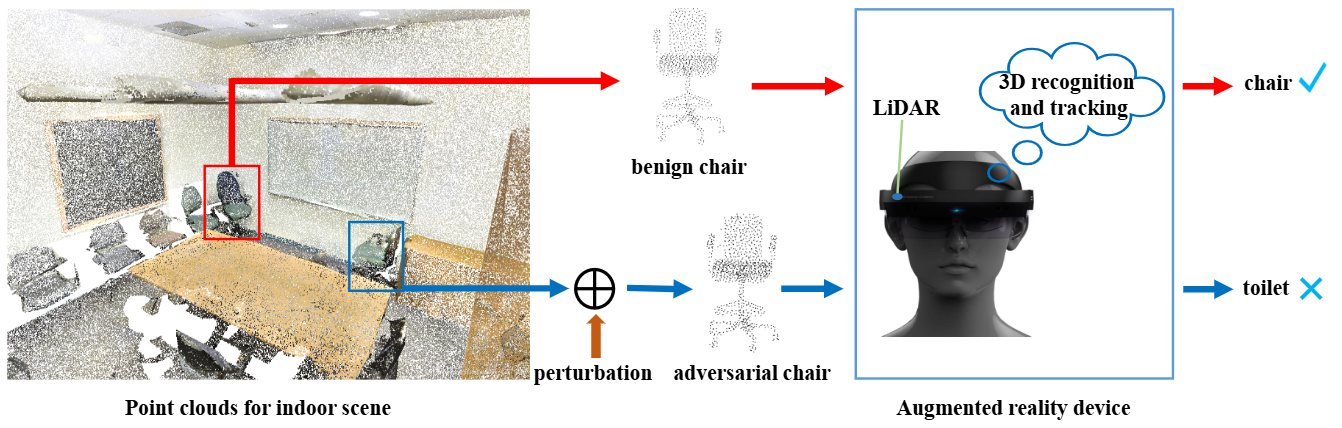 benign chair
LiDAR
3D recognition
and tracking
chair
perturbation
adversarial chair
toilet
Point clouds for indoor scene
Augmented reality device